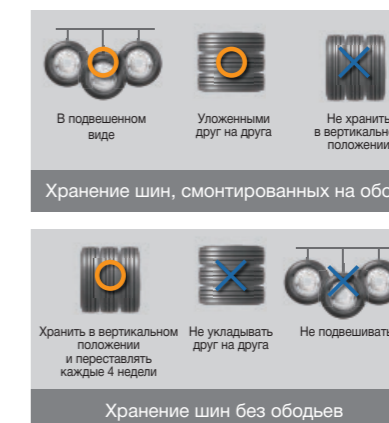 В подвешенном
виде
Уложенными
друг на друга
Не хранить
в вертикальн
положении
Хранение шин, смонтированных на обо
Хранить в вертикальном
положении
и переставлять
каждые 4 недели
Не укладывать
друг на друга
Не подвешивать
Хранение шин без ободьев